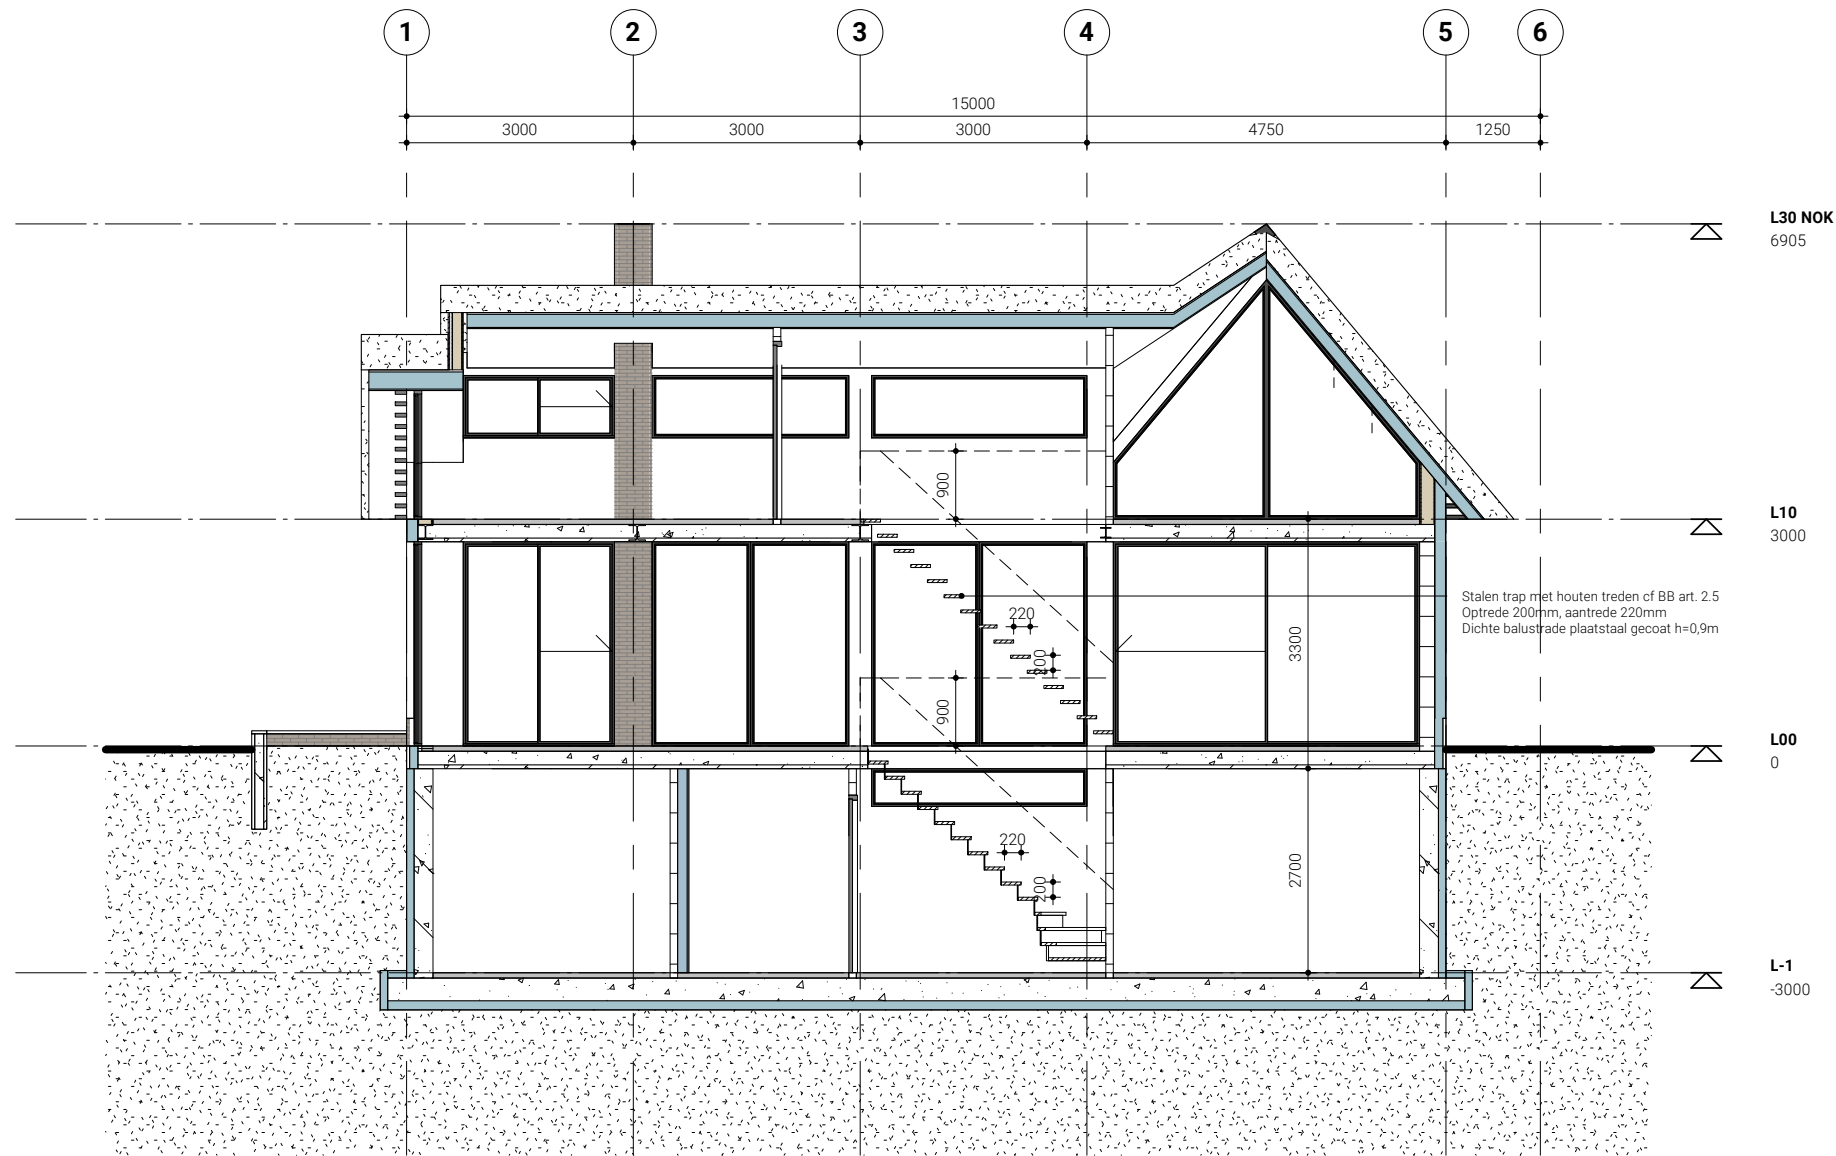 1 2 3 4 5 6
15000
3000 3000 3000 4750 1250
L30 NOK
6905
900
L10
3000
Stalen trap met houten treden cf BB art. 2.5
Optrede 200mm, aantrede 220mm
Dichte balustrade plaatstaal gecoat h=0,9m
220
200
3300
900
L00
0
220
200
2700
L-1
-3000